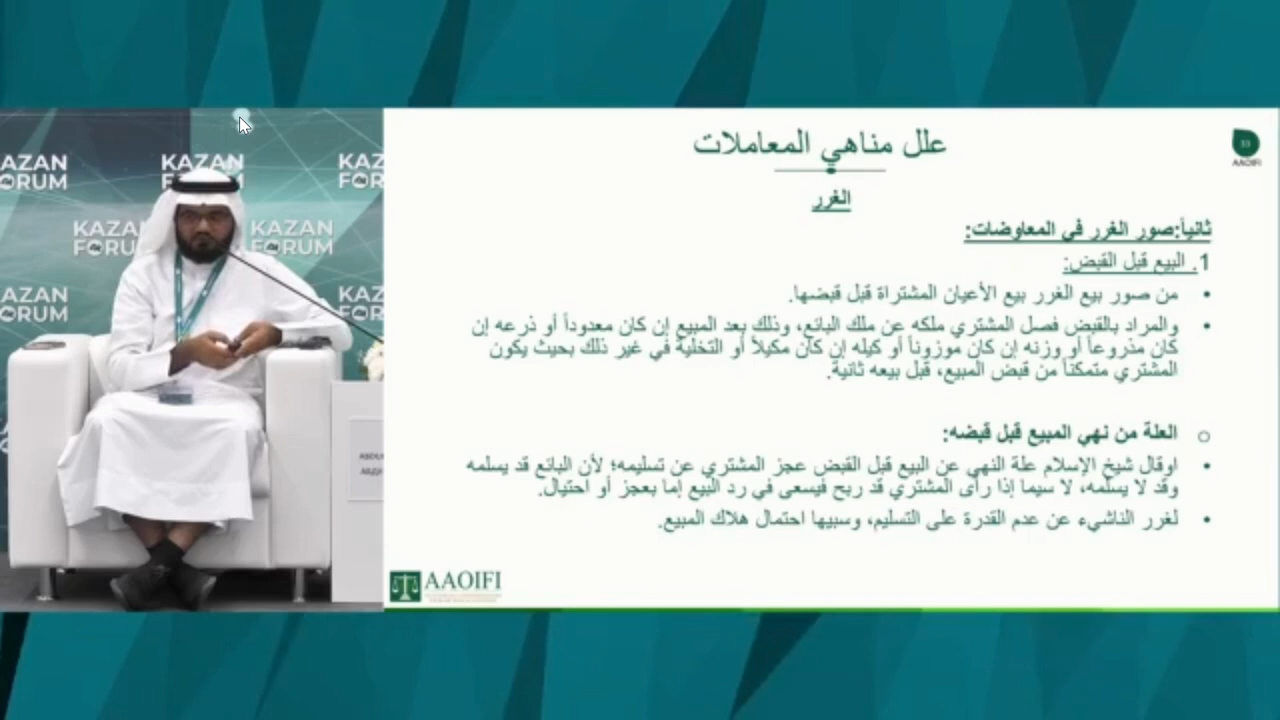 علل مناهي المعاملات
53
AAOIFI
الغرر
ثانياً:صور الغرر في المعاوضات:
1. البيع قبل القبض:
• من صور بيع الغرر بيع الأعيان المشتراة قبل قبضها.
• والمراد بالقبض فصل المشتري ملكه عن ملك البائع، وذلك بعد المبيع إن كان معدوداً أو ذرعه إن
كان مذروعاً أو وزنه إن كان موزوناً أو كيله إن كان مكيلاً أو التخلية في غير ذلك بحيث يكون
المشتري متمكناً من قبض المبيع، قبل بيعه ثانية.
○ العلة من نهي المبيع قبل قبضه:
• اوقال شيخ الإسلام علة النهي عن البيع قبل القبض عجز المشتري عن تسليمه؛ لأن البائع قد يسلمه
وقد لا يسلمه، لا سيما إذا رأى المشتري قد ربح فيسعى في رد البيع إما بعجز أو احتيال.
• لغرر الناشيء عن عدم القدرة على التسليم، وسببها احتمال هلاك المبيع.
AAOIFI
KAZAN
FORUM
KAZAN
KAZAN
FORUM
KAZAN
FORUM
KAZAN
FORUM